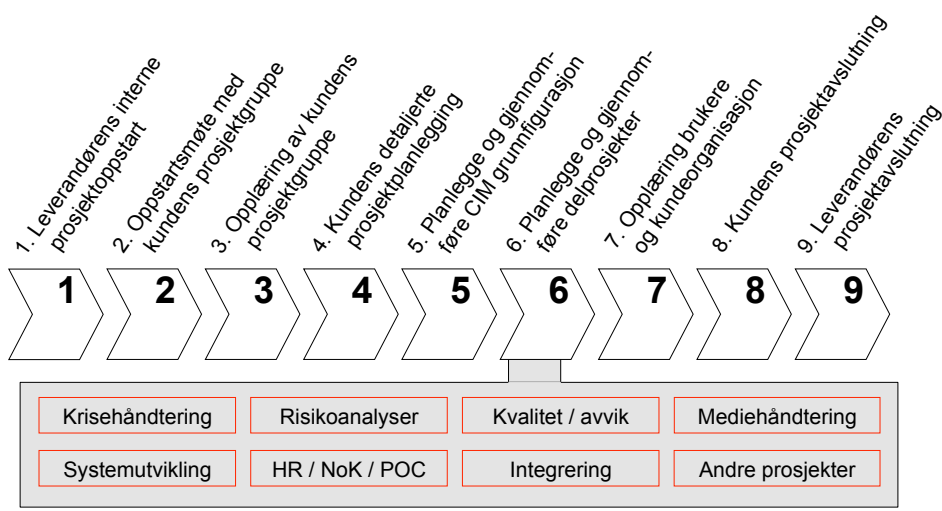 1. Leverandørens interne
prosjektoppstart
2. Oppstartsmøte med
kundens prosjektgruppe
3. Opplæring av kundens
prosjektgruppe
4. Kundens detaljerte
prosjektplanlegging
5. Planlegge og gjennom-
føre CIM grunnfigurasjon
6. Planlegge og gjennom-
føre delprosjekter
7. Opplæring brukere
og kundeorganisasjon
8. Kundens prosjektavslutning
9. Leverandørens
prosjektavslutning
1 2 3 4 5 6 7 8 9
Krisehåndtering Risikoanalyser Kvalitet / avvik Mediehåndtering
Systemutvikling HR / NoK / POC Integrering Andre prosjekter